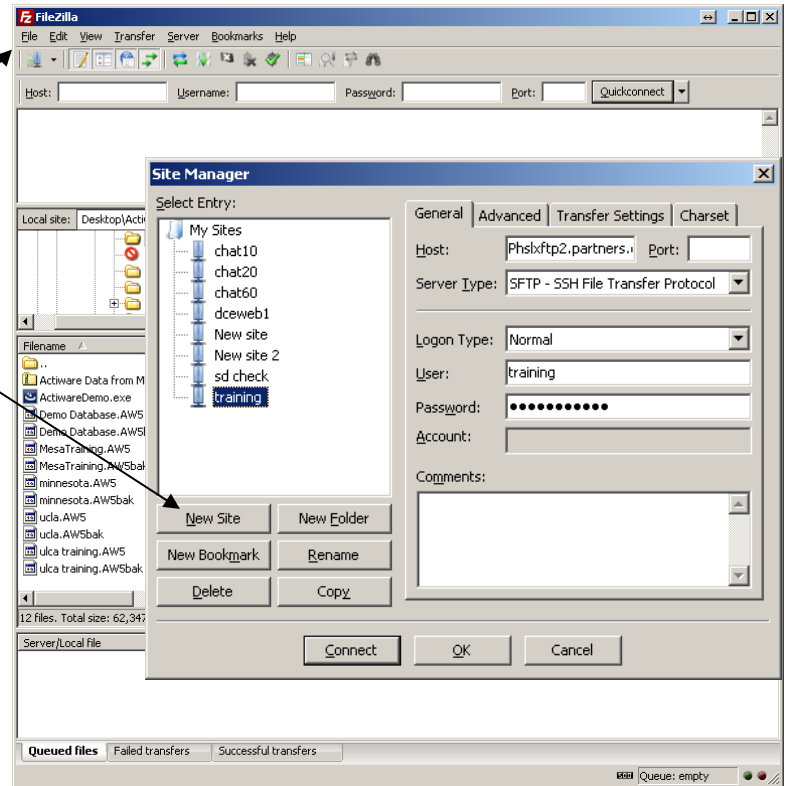 FileZilla
File Edit View Transfer Server Bookmarks Help
Host: Username: Password: Port: Quickconnect
Site Manager
Select Entry:
My Sites
chat10
chat20
chat60
dceweb1
New site
New site 2
sd check
training
New Site New Folder
New Bookmark Rename
Delete Copy
General Advanced Transfer Settings Charset
Host: Phslxftp2.partners. Port:
Server Type: SFTP - SSH File Transfer Protocol
Logon Type: Normal
User: training
Password: ●●●●●●●●●●●
Account:
Comments:
Connect OK Cancel
Local site: Desktop\Acti
Filename
..
Actiware Data from M
ActiwareDemo.exe
Demo Database.AW5
Demo Database.AW5
MesaTraining.AW5
MesaTraining.AW5bak
minnesota.AW5
minnesota.AW5bak
ucla.AW5
ucla.AW5bak
ulca training.AW5
ulca training.AW5bak
12 files. Total size: 62,347
Server/Local file
Queued files Failed transfers Successful transfers
Queue: empty